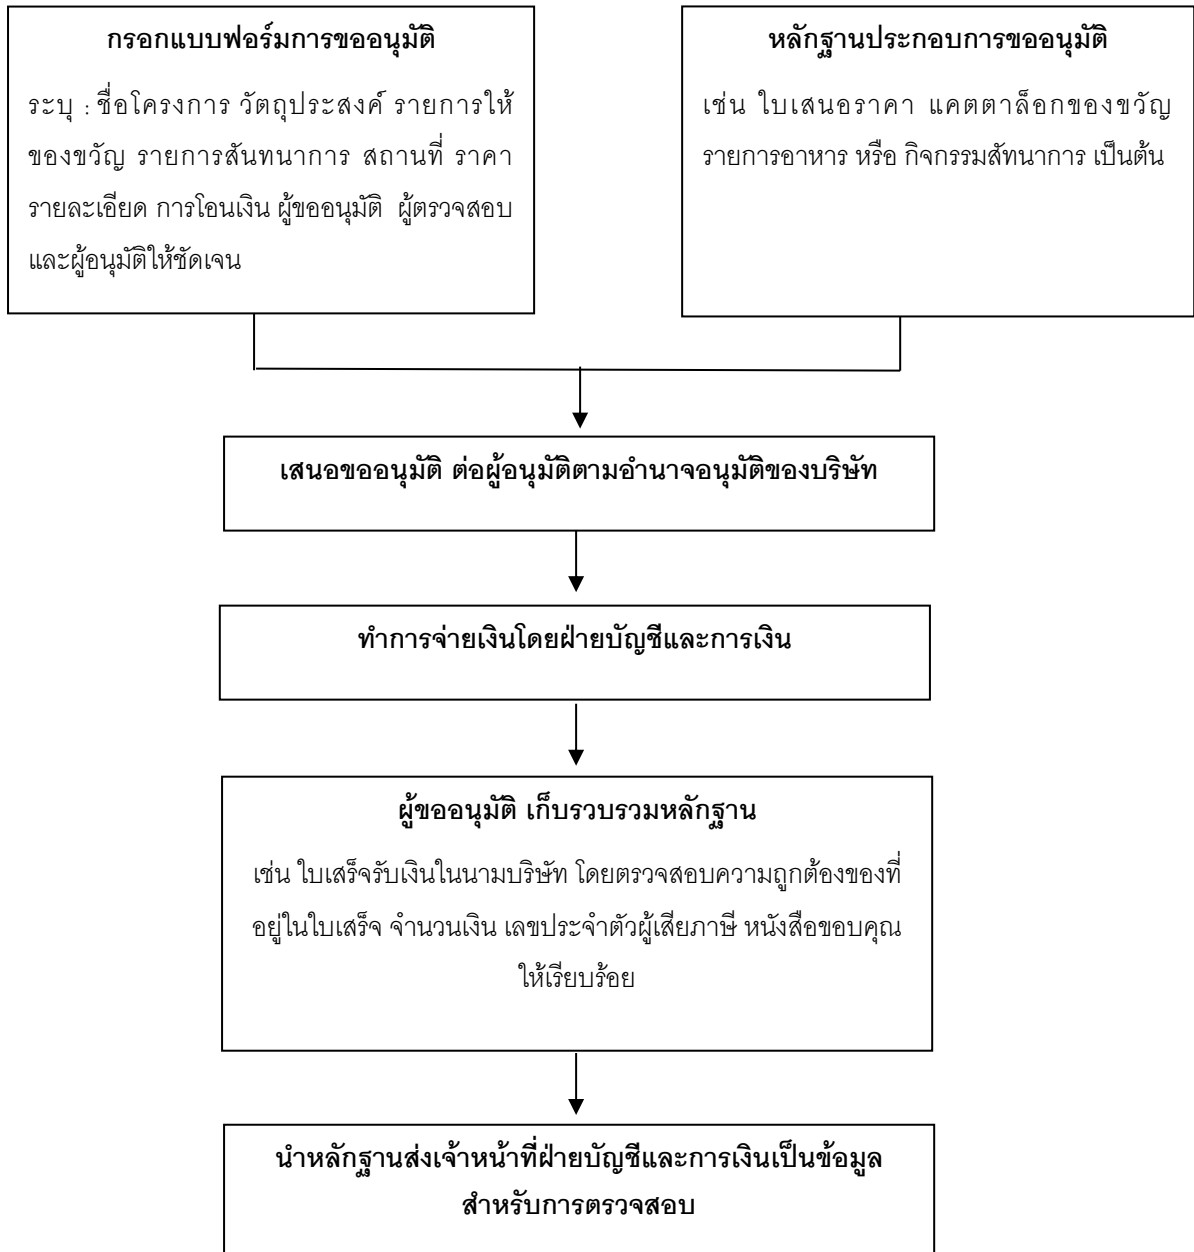 กรอกแบบฟอร์มการขออนุมัติ
ระบุ : ชื่อโครงการ วัตถุประสงค์ รายการให้
ของขวัญ รายการสันทนาการ สถานที่ ราคา
รายละเอียด การโอนเงิน ผู้ขออนุมัติ ผู้ตรวจสอบ
และผู้อนุมัติให้ชัดเจน
หลักฐานประกอบการขออนุมัติ
เช่น ใบเสนอราคา แคตตาล็อกของขวัญ
รายการอาหาร หรือ กิจกรรมสัทนาการ เป็นต้น
เสนอขออนุมัติ ต่อผู้อนุมัติตามอำนาจอนุมัติของบริษัท
ทำการจ่ายเงินโดยฝ่ายบัญชีและการเงิน
ผู้ขออนุมัติ เก็บรวบรวมหลักฐาน
เช่น ใบเสร็จรับเงินในนามบริษัท โดยตรวจสอบความถูกต้องของที่
อยู่ในใบเสร็จ จำนวนเงิน เลขประจำตัวผู้เสียภาษี หนังสือขอบคุณ
ให้เรียบร้อย
นำหลักฐานส่งเจ้าหน้าที่ฝ่ายบัญชีและการเงินเป็นข้อมูล
สำหรับการตรวจสอบ